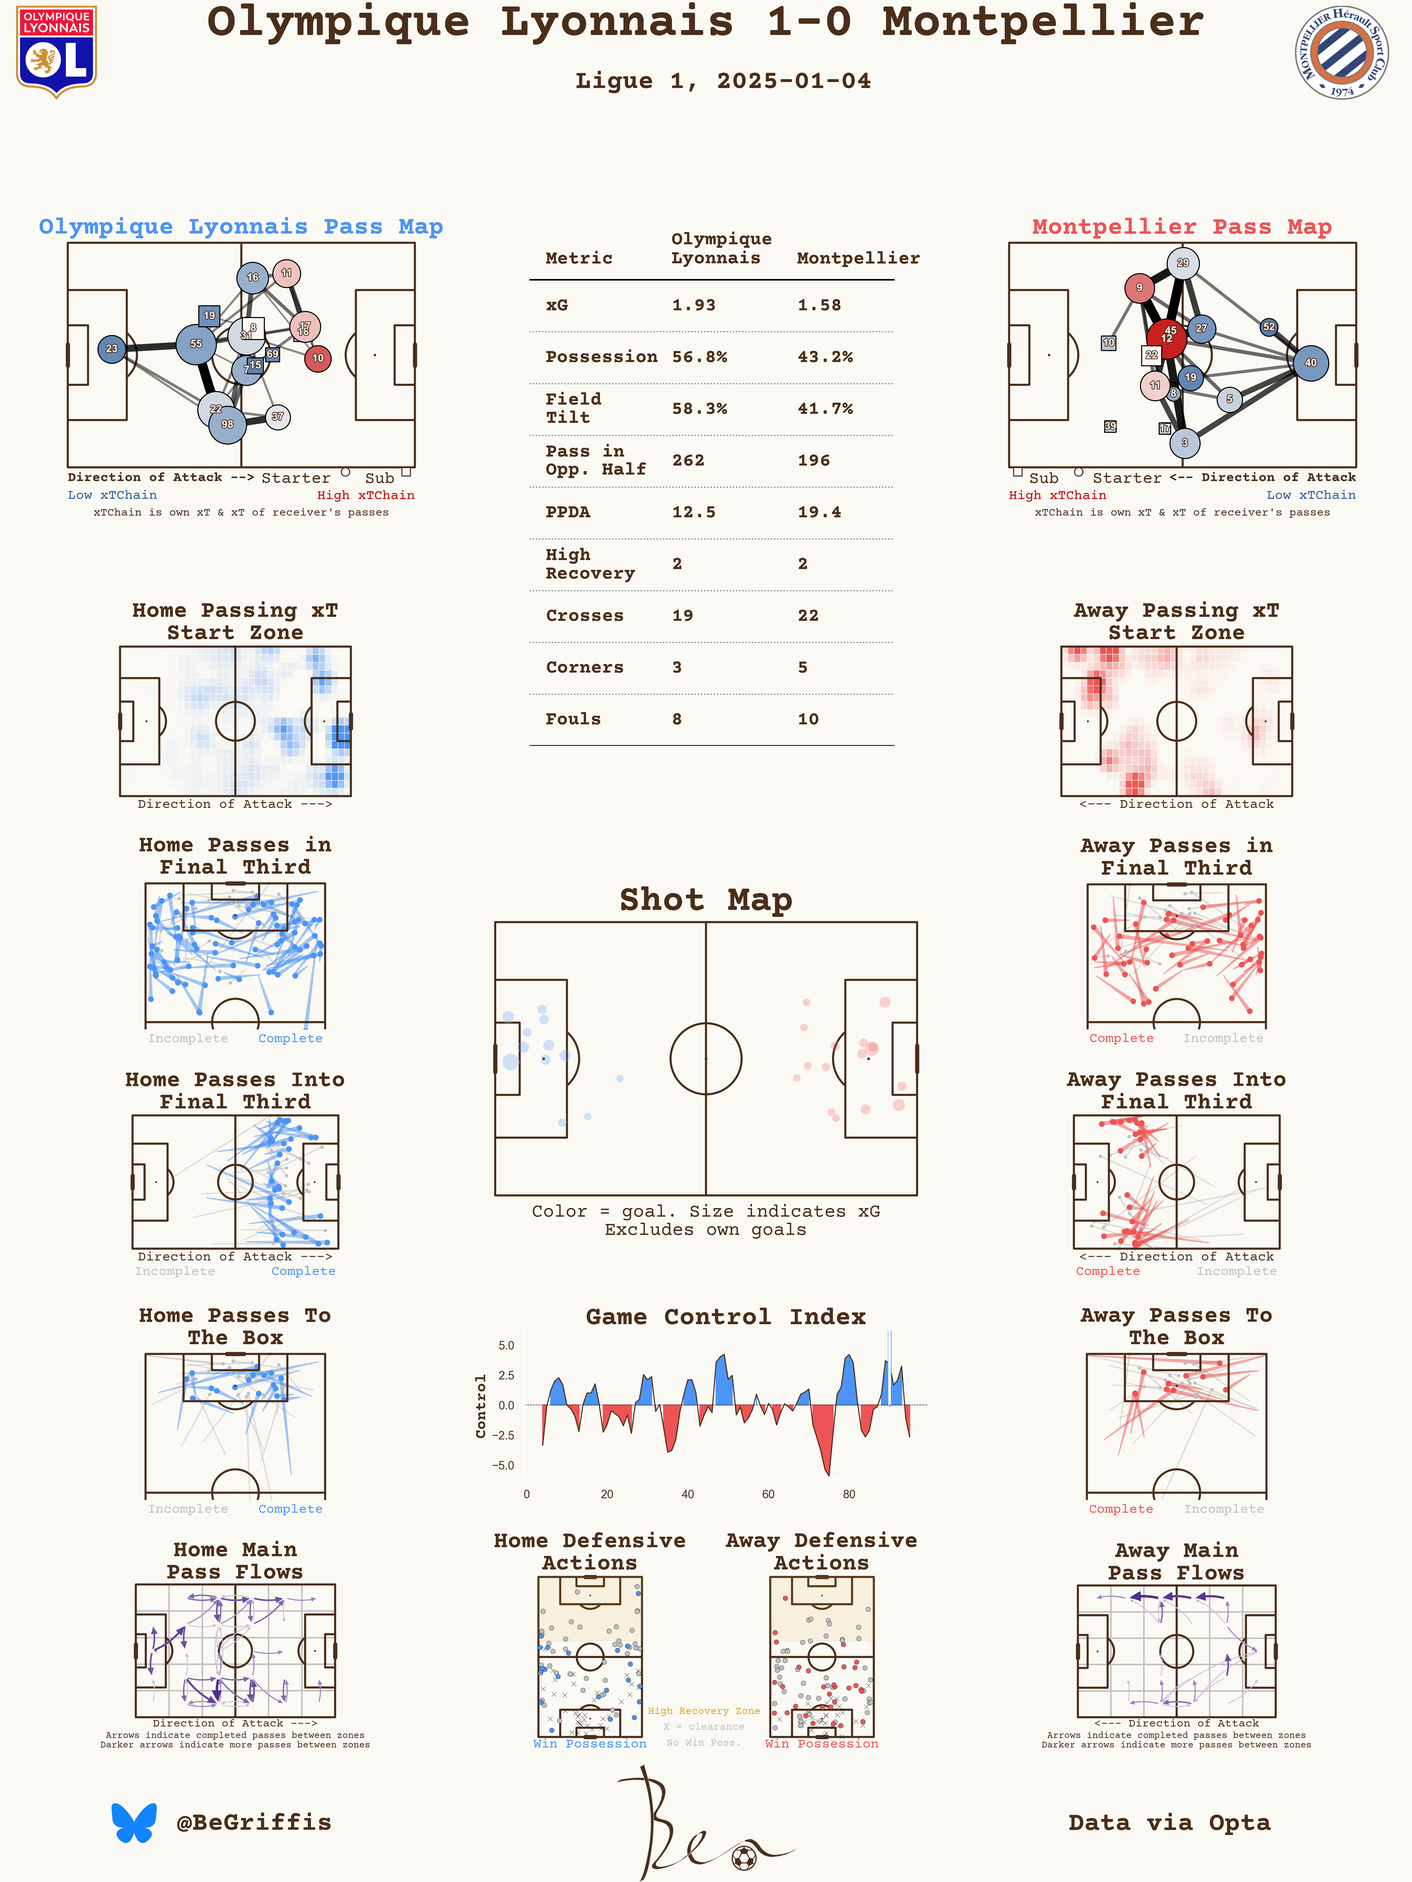 Olympique Lyonnais 1-0 Montpellier
Ligue 1, 2025-01-04
OLYMPIQUE
LYONNAIS
OL
MONTPELLIER Hérault Sport Club
1974
Olympique Lyonnais Pass Map
16
11
19
8
31
17
18
23
55
69
10
7
15
22
98
37
Direction of Attack --> Starter Sub
Low xTChain High xTChain
xTChain is own xT & xT of receiver's passes
Metric Olympique Lyonnais Montpellier
xG 1.93 1.58
Possession 56.8% 43.2%
Field Tilt 58.3% 41.7%
Pass in Opp. Half 262 196
PPDA 12.5 19.4
High Recovery 2 2
Crosses 19 22
Corners 3 5
Fouls 8 10
Montpellier Pass Map
29
9
10
45
12
27
52
22
40
11
19
8
5
39
17
3
Sub Starter <-- Direction of Attack
High xTChain Low xTChain
xTChain is own xT & xT of receiver's passes
Home Passing xT
Start Zone
Direction of Attack --->
Away Passing xT
Start Zone
<--- Direction of Attack
Home Passes in
Final Third
Incomplete Complete
Away Passes in
Final Third
Complete Incomplete
Shot Map
Color = goal. Size indicates xG
Excludes own goals
Home Passes Into
Final Third
Direction of Attack --->
Incomplete Complete
Away Passes Into
Final Third
<--- Direction of Attack
Complete Incomplete
Home Passes To
The Box
Incomplete Complete
Game Control Index
Control
5.0
2.5
0.0
−2.5
−5.0
0 20 40 60 80
Away Passes To
The Box
Complete Incomplete
Home Main
Pass Flows
Direction of Attack --->
Arrows indicate completed passes between zones
Darker arrows indicate more passes between zones
Home Defensive
Actions
Win Possession
Away Defensive
Actions
Win Possession
High Recovery Zone
X = clearance
No Win Poss.
Away Main
Pass Flows
<--- Direction of Attack
Arrows indicate completed passes between zones
Darker arrows indicate more passes between zones
@BeGriffis
Ben
Data via Opta